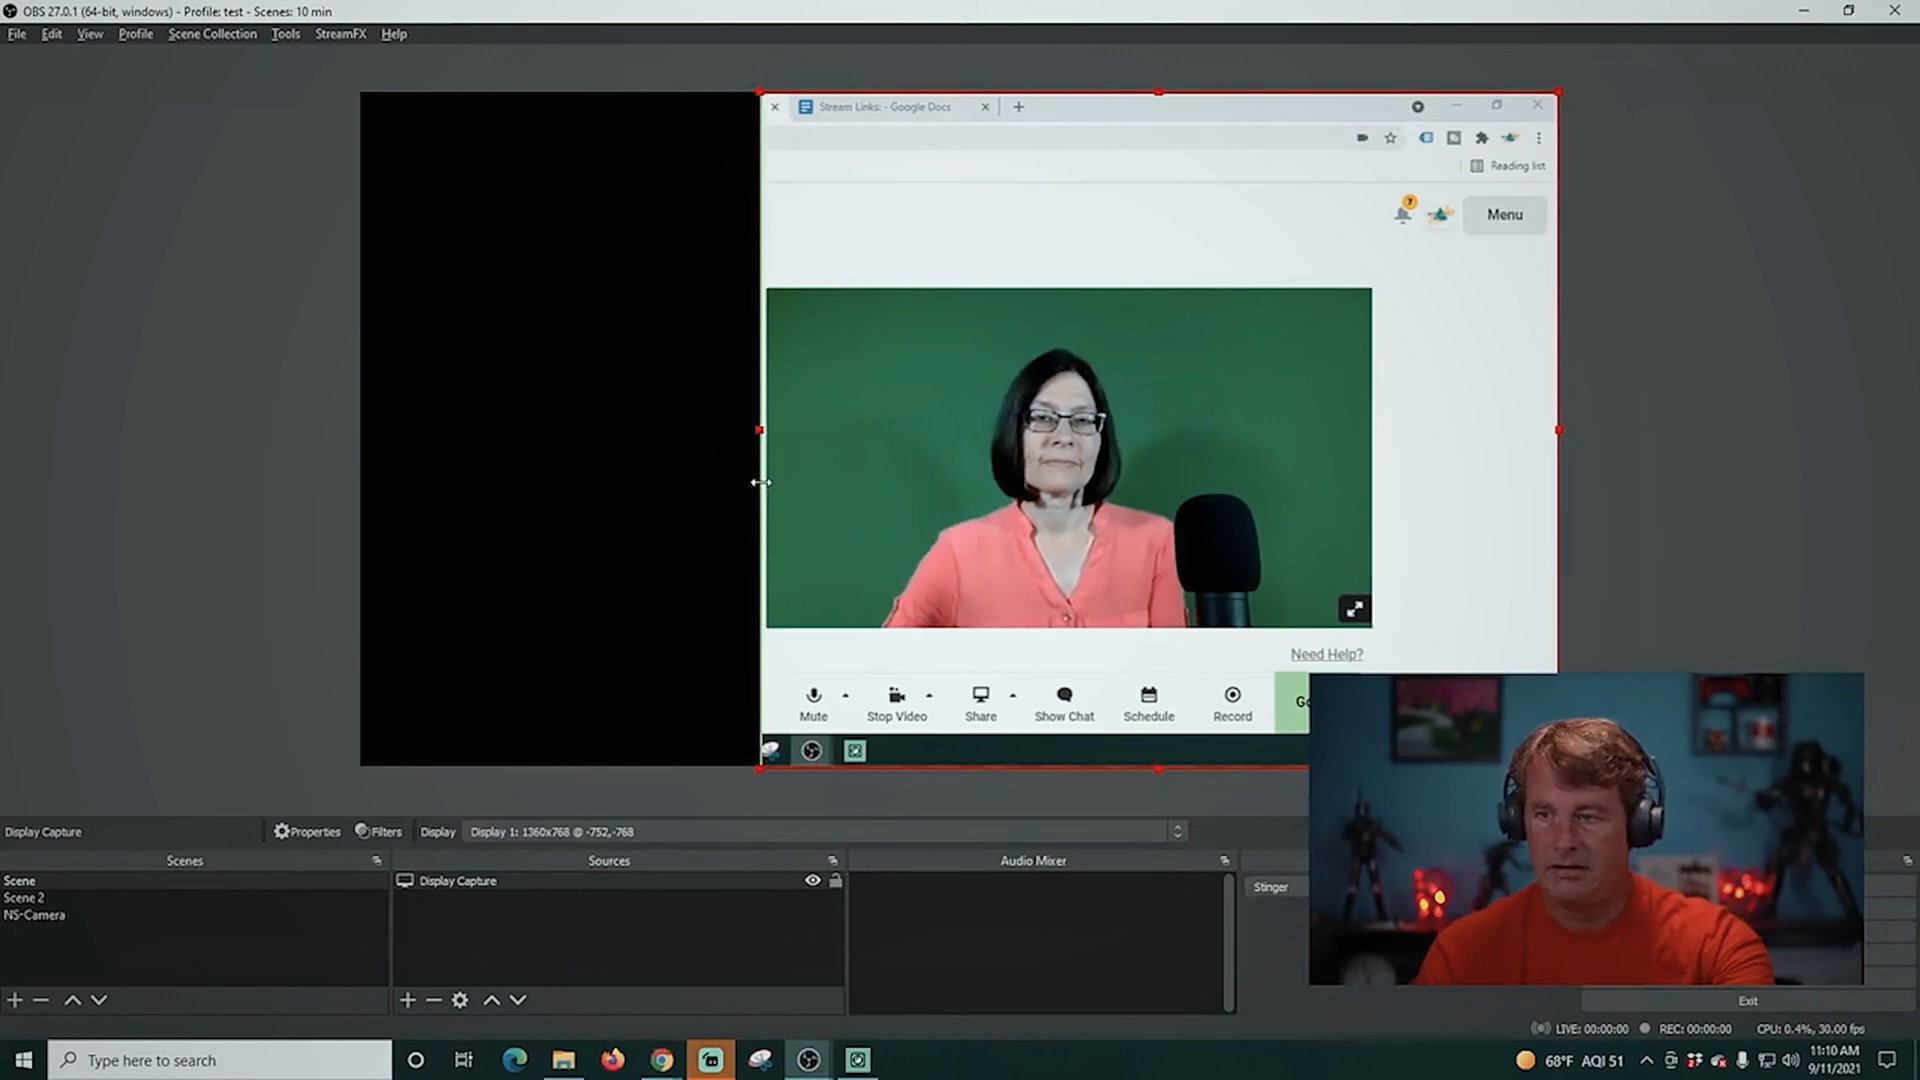 OBS 27.0.1 (64-bit, windows) - Profile: test - Scenes: 10 min
File Edit View Profile Scene Collection Tools StreamFX Help
Stream Links: - Google Docs
Reading list
?
Menu
Need Help?
Mute Stop Video Share Show Chat Schedule Record
Display Capture Properties Filters Display Display 1: 1360x768 @ -752,-768
Scenes Sources Audio Mixer
Scene
Scene 2
NS-Camera
Display Capture
Stinger
Exit
LIVE: 00:00:00 REC: 00:00:00 CPU: 0.4%, 30.00 fps
Type here to search
68°F AQI 51
11:10 AM
9/11/2021